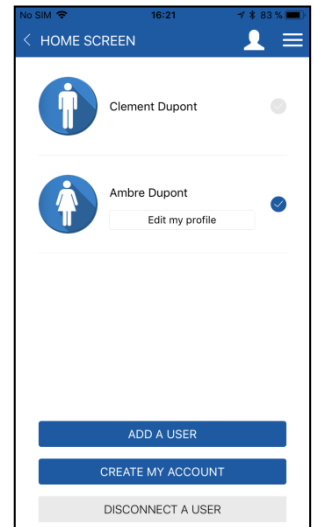 No SIM 16:21 83 %
< HOME SCREEN
Clement Dupont
Ambre Dupont
Edit my profile
ADD A USER
CREATE MY ACCOUNT
DISCONNECT A USER